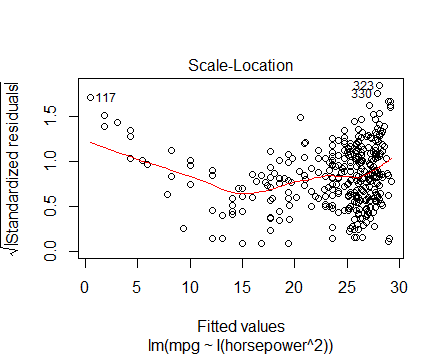 Scale-Location
√|Standardized residuals|
0.0 0.5 1.0 1.5
117
323
330
0 5 10 15 20 25 30
Fitted values
lm(mpg ~ I(horsepower^2))